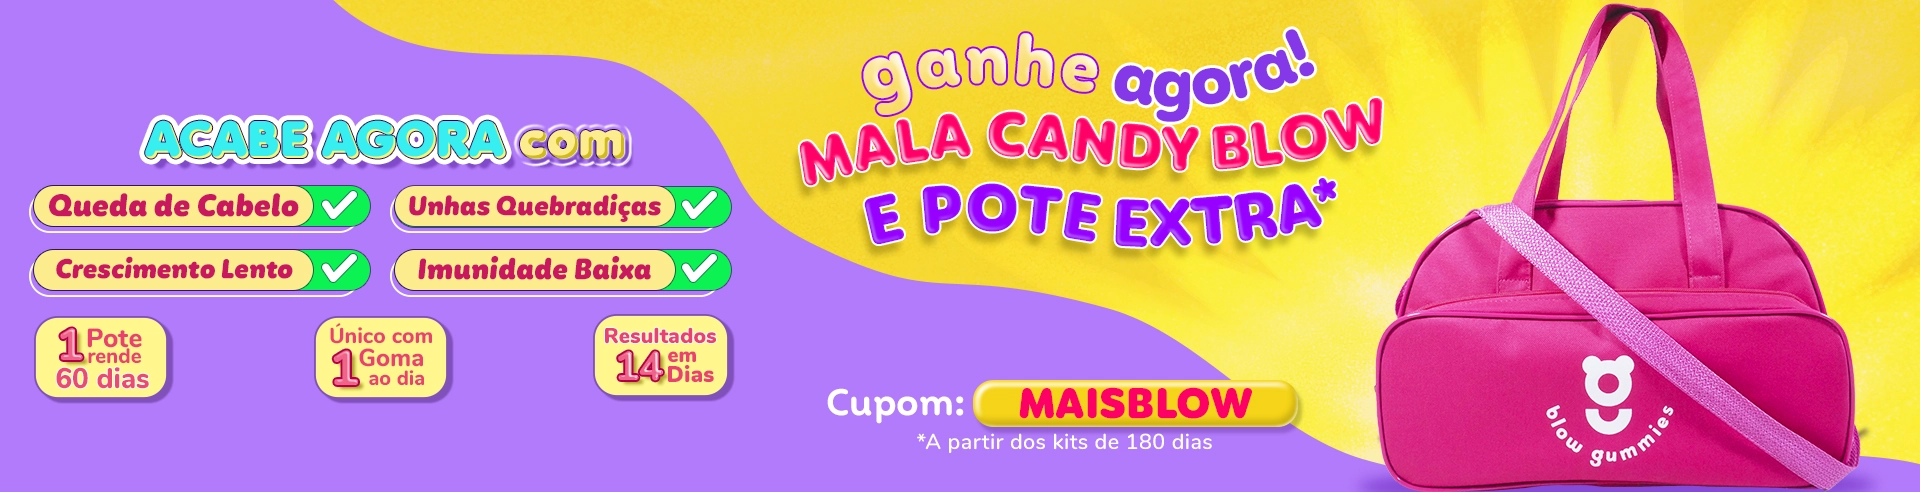 ACABE AGORA com
Queda de Cabelo
Unhas Quebradiças
Crescimento Lento
Imunidade Baixa
1 Pote
rende
60 dias
Único com
1 Goma
ao dia
Resultados
14 em
Dias
ganhe agora!
MALA CANDY BLOW
E POTE EXTRA*
Cupom: MAISBLOW
*A partir dos kits de 180 dias
blow gummies